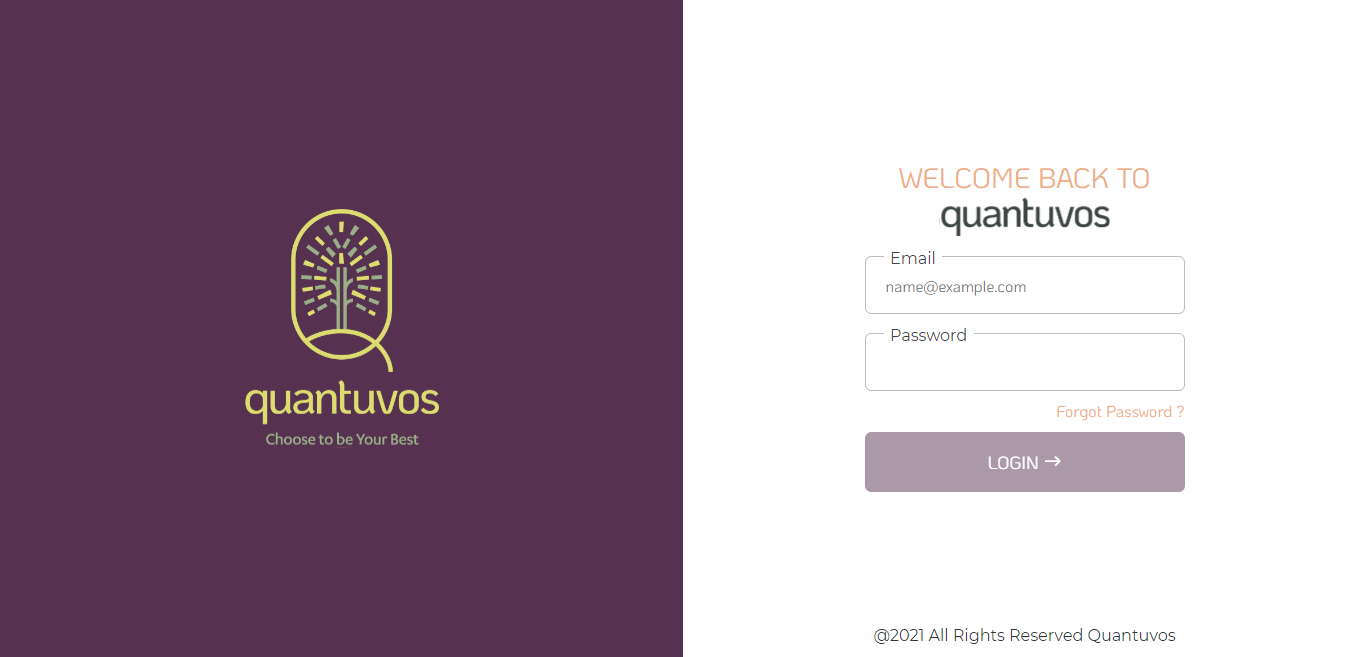 quantuvos
Choose to be Your Best
WELCOME BACK TO
quantuvos
Email
name@example.com
Password
Forgot Password ?
LOGIN →
@2021 All Rights Reserved Quantuvos